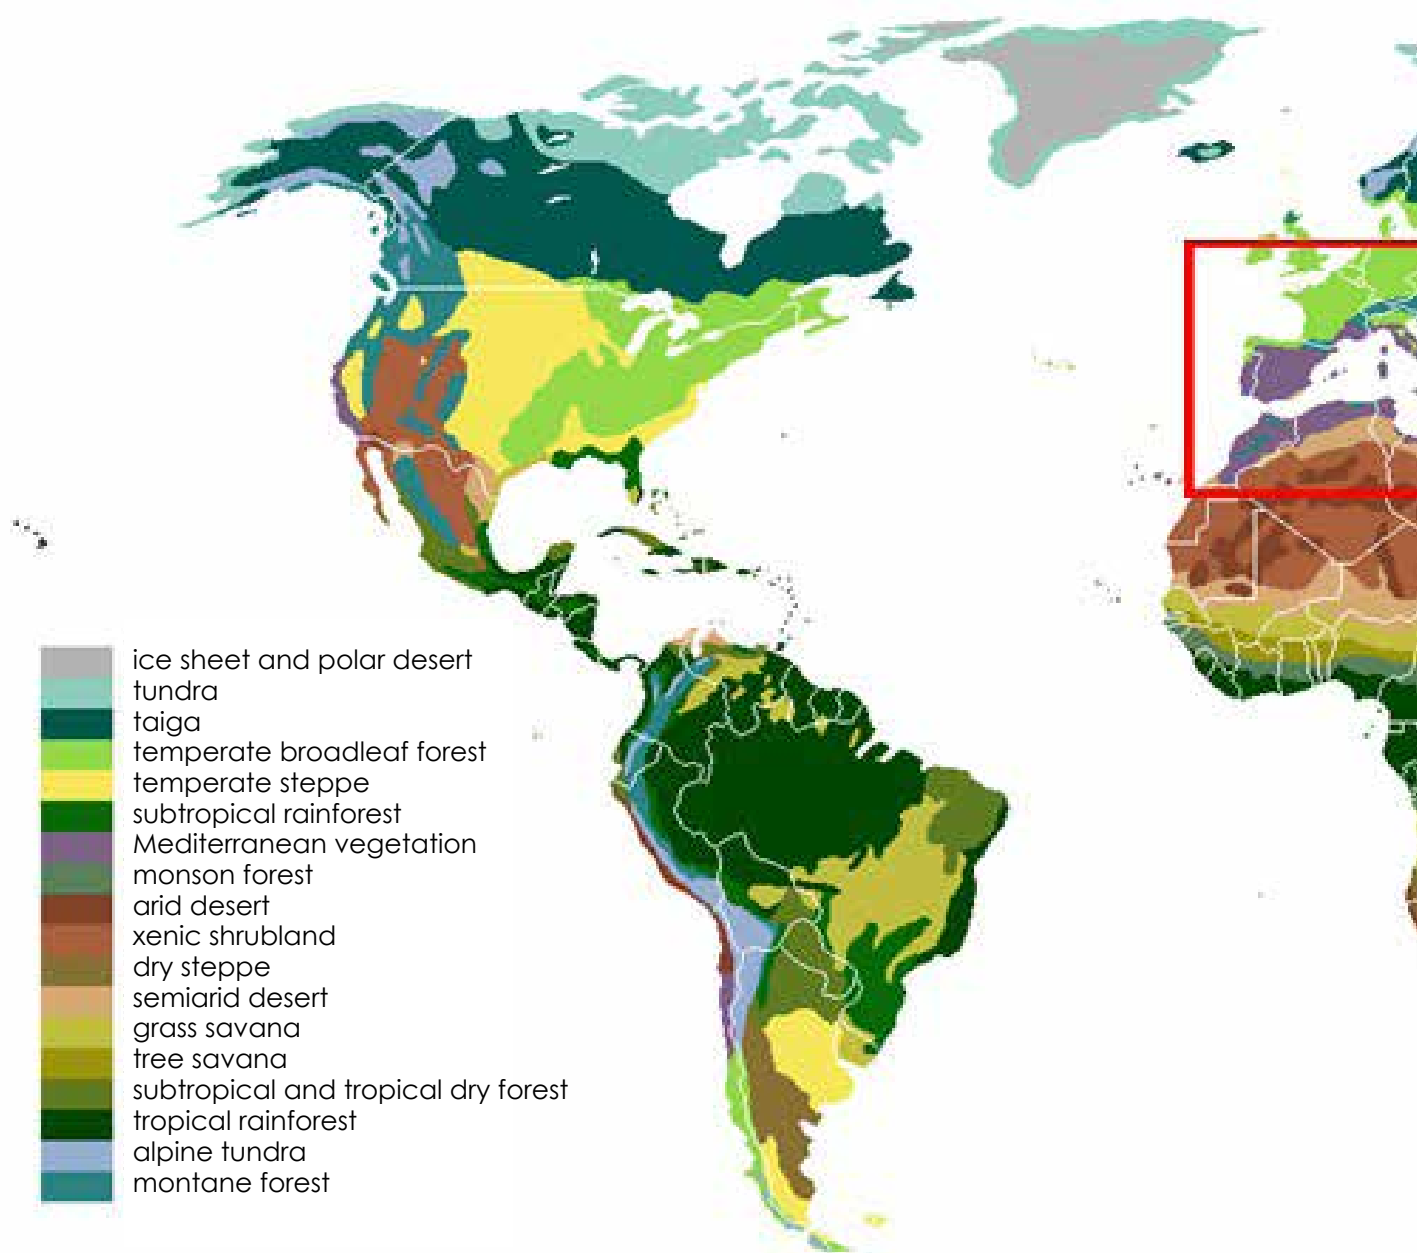 ice sheet and polar desert
tundra
taiga
temperate broadleaf forest
temperate steppe
subtropical rainforest
Mediterranean vegetation
monson forest
arid desert
xenic shrubland
dry steppe
semiarid desert
grass savana
tree savana
subtropical and tropical dry forest
tropical rainforest
alpine tundra
montane forest